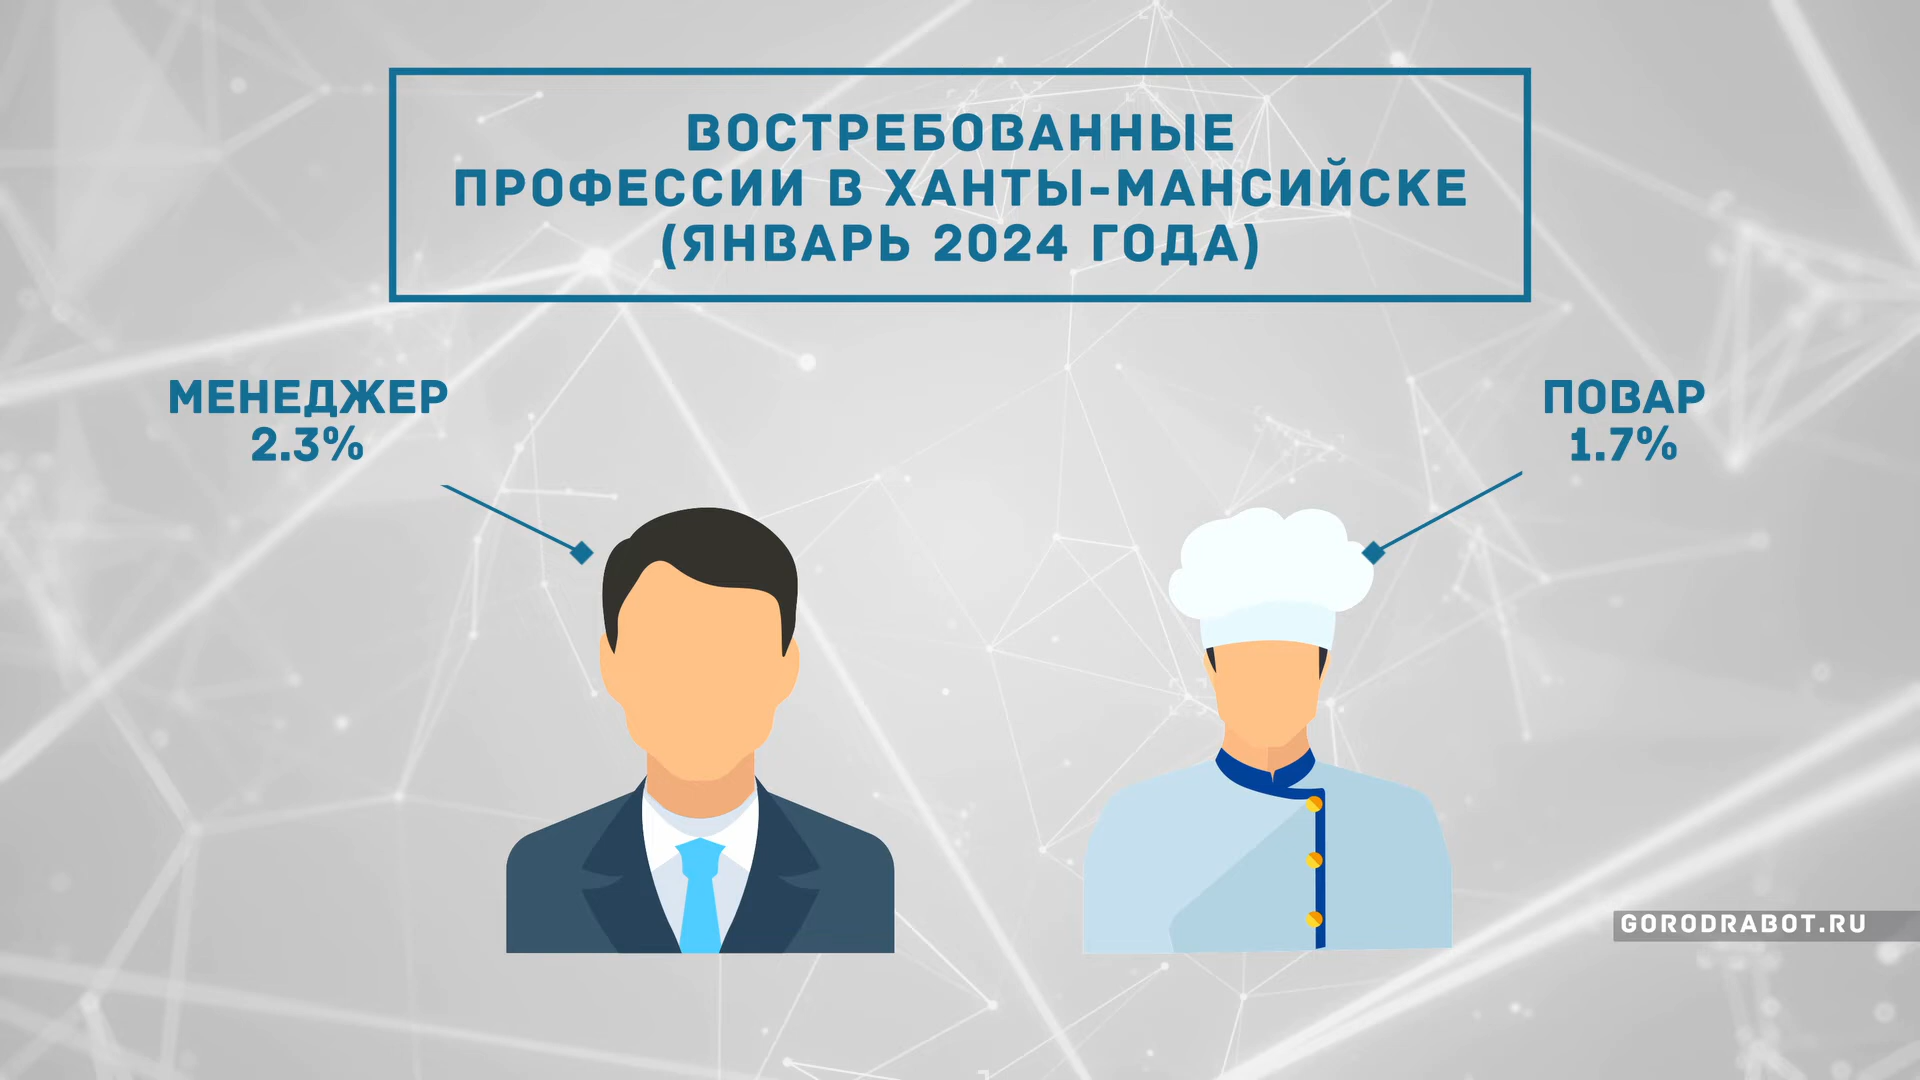 ВОСТРЕБОВАННЫЕ
ПРОФЕССИИ В ХАНТЫ-МАНСИЙСКЕ
(ЯНВАРЬ 2024 ГОДА)
МЕНЕДЖЕР
2.3%
ПОВАР
1.7%
GORODRABOT.RU